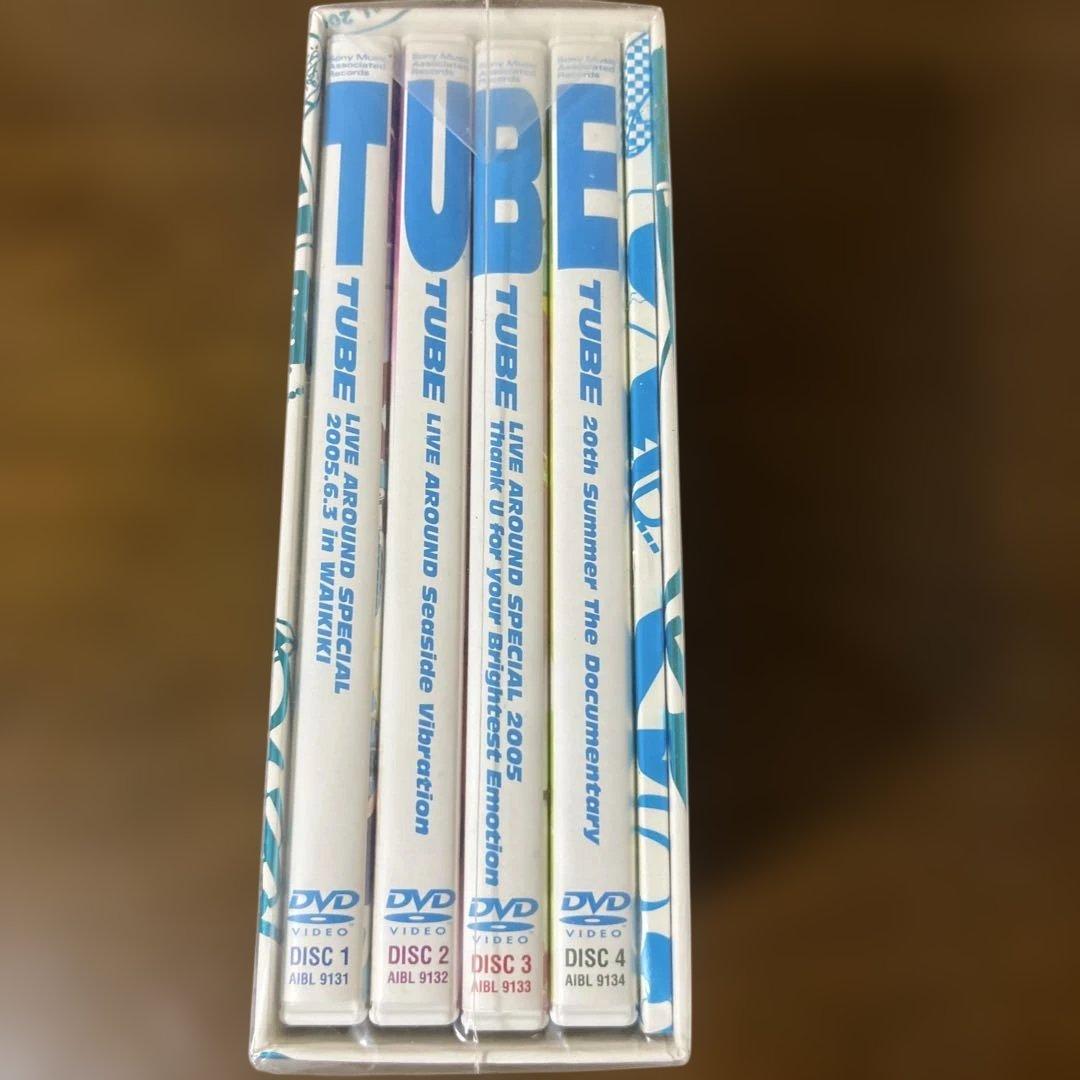 Sony Music
Associated
Records
T
TUBE
LIVE AROUND SPECIAL
2005.6.3 in WAIKIKI
DVD
VIDEO
DISC 1
AIBL 9131
Sony Music
Associated
Records
U
TUBE
LIVE AROUND Seaside Vibration
DVD
VIDEO
DISC 2
AIBL 9132
Sony Music
Associated
Records
B
TUBE
LIVE AROUND SPECIAL 2005
Thank U for your Brightest Emotion
DVD
VIDEO
DISC 3
AIBL 9133
Sony Music
Associated
Records
E
TUBE
20th Summer The Documentary
DVD
VIDEO
DISC 4
AIBL 9134